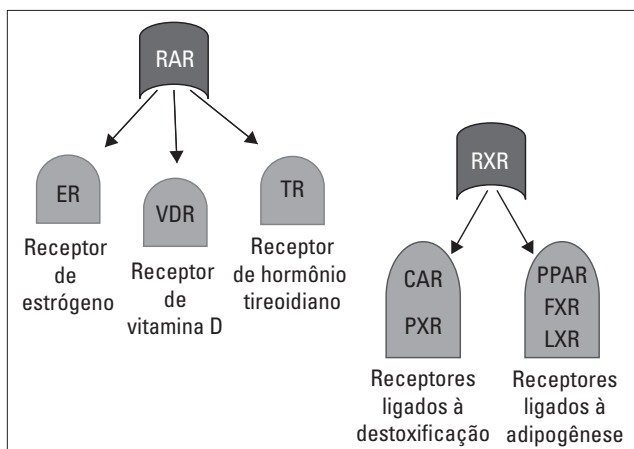 RAR
ER
Receptor
de
estrógeno
VDR
Receptor
de
vitamina D
TR
Receptor
de hormônio
tireoidiano
RXR
CAR
PXR
Receptores
ligados à
destoxificação
PPAR
FXR
LXR
Receptores
ligados à
adipogênese